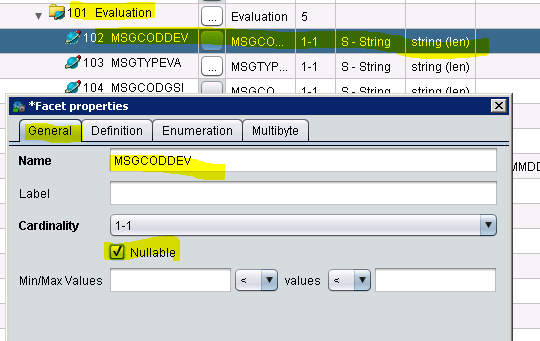 101 Evaluation ... Evaluation 5
102 MSGCODDEV MSGCO... 1-1 S - String string (len)
103 MSGTYPEVA ... MSGTYP... 1-1 S - String string (len)
104 MSGCODGSI MSGCO... 1-1 S - String string (len)
*Facet properties
General Definition Enumeration Multibyte
Name MSGCODDEV
MMDD
Label
Cardinality 1-1
Nullable
Min/Max Values < values <